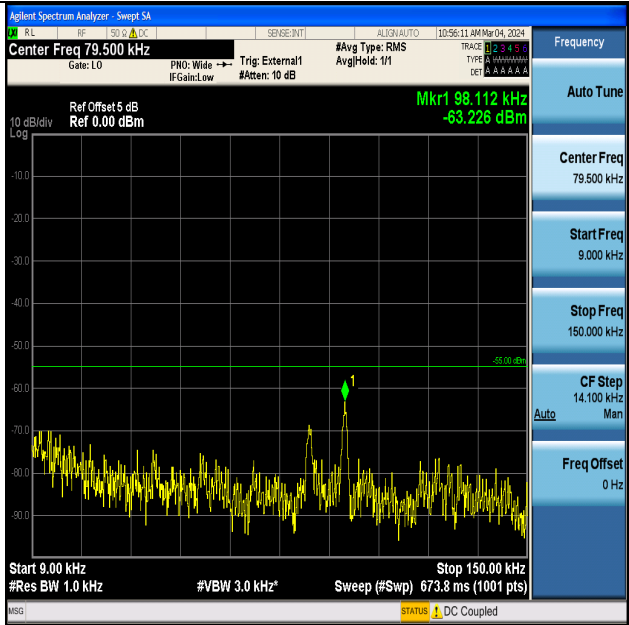 Agilent Spectrum Analyzer - Swept SA
RL RF 50 Ω DC SENSE:INT ALIGN AUTO 10:56:11 AM Mar 04, 2024
Center Freq 79.500 kHz
#Avg Type: RMS
TRACE 1 2 3 4 5 6
Gate: LO
PNO: Wide
Trig: External1
Avg|Hold: 1/1
TYPE A WWWWW
IFGain:Low
#Atten: 10 dB
DET A A A A A A
Frequency
Auto Tune
Center Freq
79.500 kHz
Start Freq
9.000 kHz
Stop Freq
150.000 kHz
CF Step
14.100 kHz
Auto Man
Freq Offset
0 Hz
Mkr1 98.112 kHz
-63.226 dBm
Ref Offset 5 dB
10 dB/div Ref 0.00 dBm
Log
-10.0
-20.0
-30.0
-40.0
-50.0
-55.00 dBm
1
-60.0
-70.0
-80.0
-90.0
Start 9.00 kHz Stop 150.00 kHz
#Res BW 1.0 kHz #VBW 3.0 kHz* Sweep (#Swp) 673.8 ms (1001 pts)
MSG STATUS DC Coupled